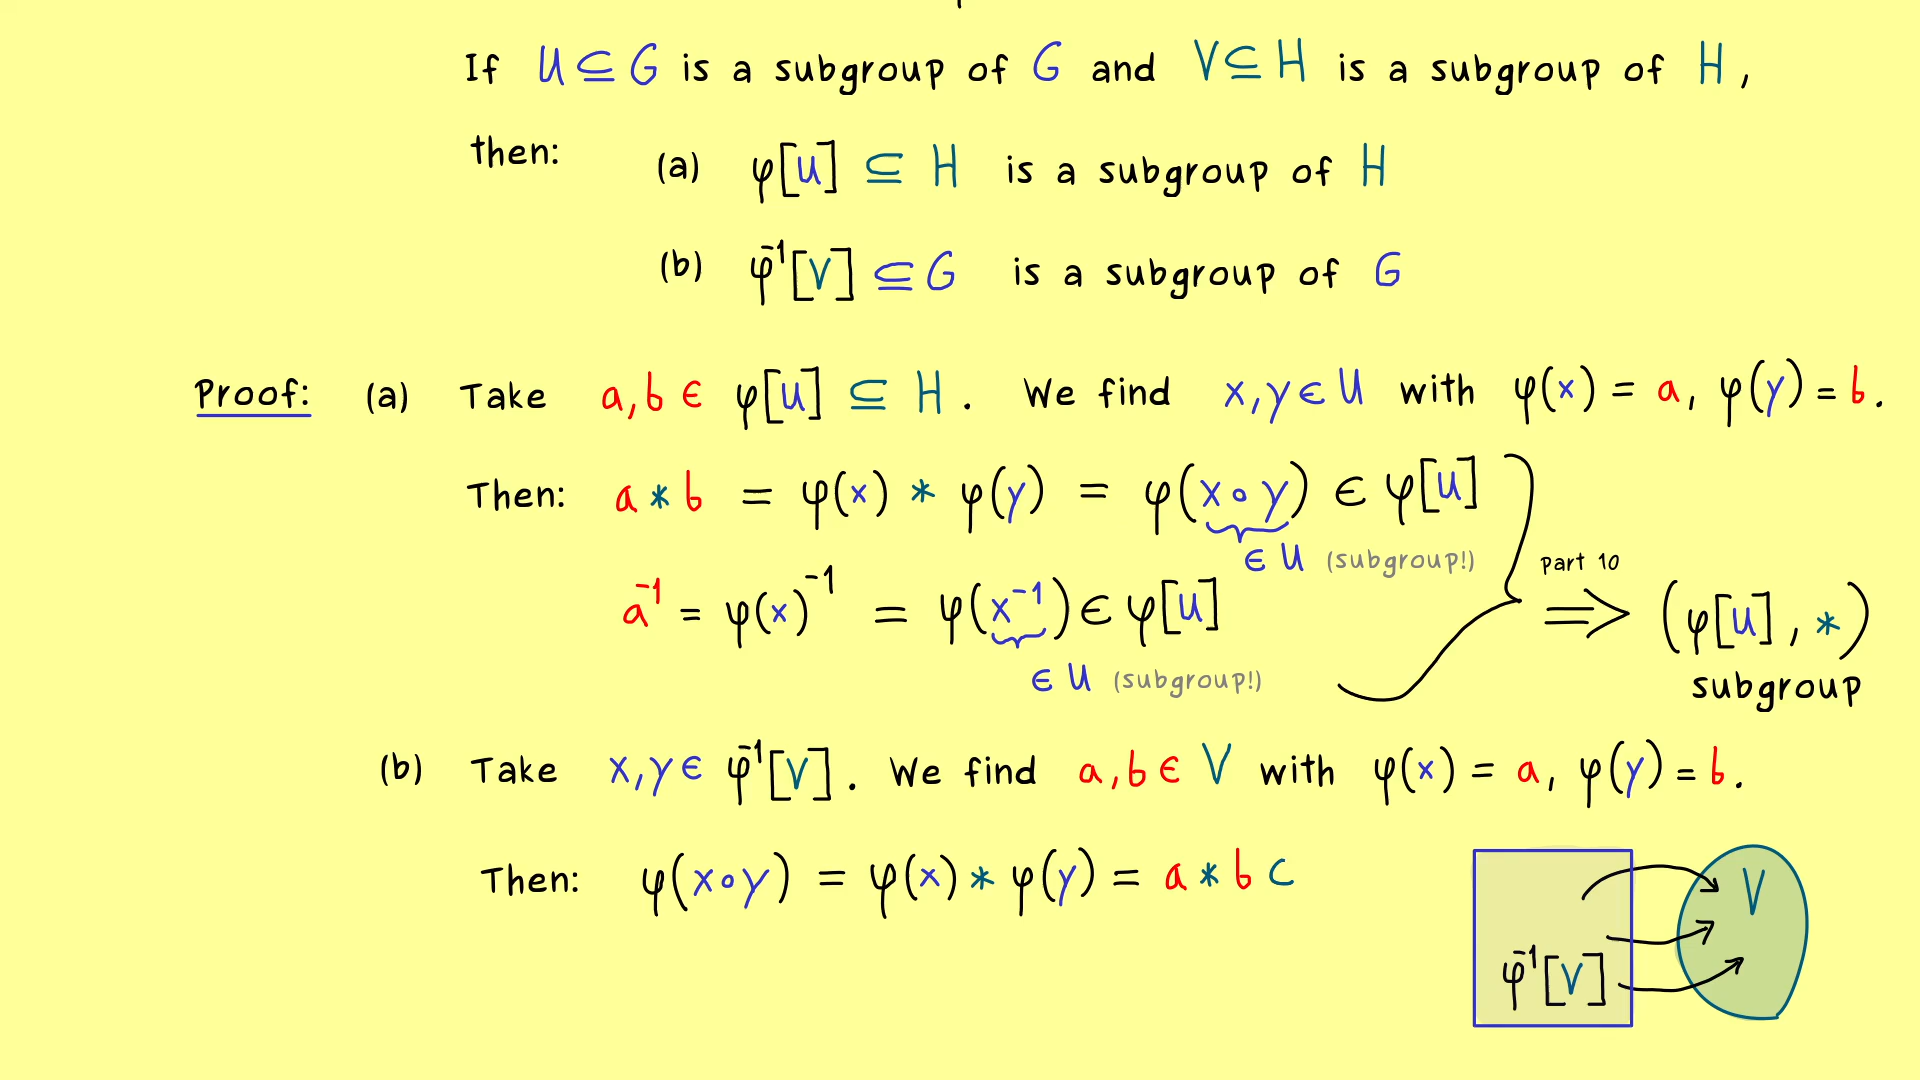 If U ⊆ G is a subgroup of G and V ⊆ H is a subgroup of H,
then: (a) φ[U] ⊆ H is a subgroup of H
(b) φ⁻¹[V] ⊆ G is a subgroup of G
Proof: (a) Take a, b ∈ φ[U] ⊆ H. We find x, y ∈ U with φ(x) = a, φ(y) = b.
Then: a * b = φ(x) * φ(y) = φ(x ∘ y) ∈ φ[U]
∈ U (subgroup!)
a⁻¹ = φ(x)⁻¹ = φ(x⁻¹) ∈ φ[U]
∈ U (subgroup!)
Part 10
⟹ (φ[U], *)
subgroup
(b) Take x, y ∈ φ⁻¹[V]. We find a, b ∈ V with φ(x) = a, φ(y) = b.
Then: φ(x ∘ y) = φ(x) * φ(y) = a * b c
V
φ⁻¹[V]